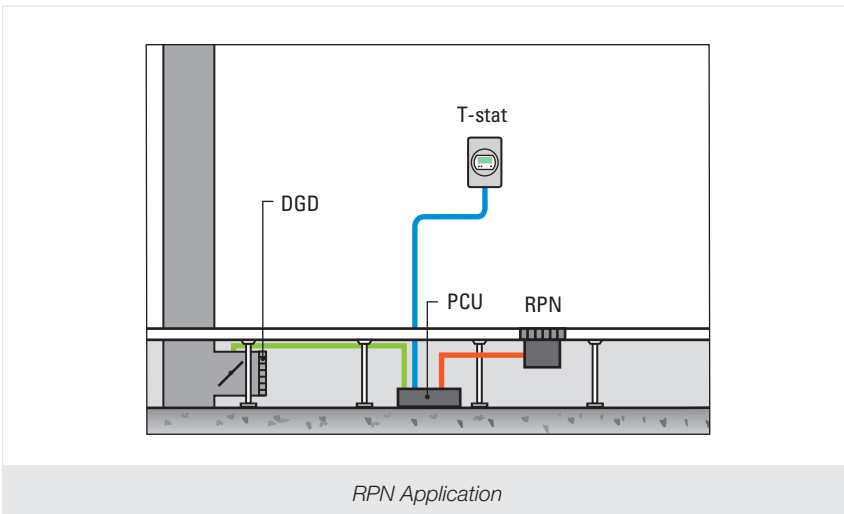 T-stat
DGD
PCU
RPN
RPN Application